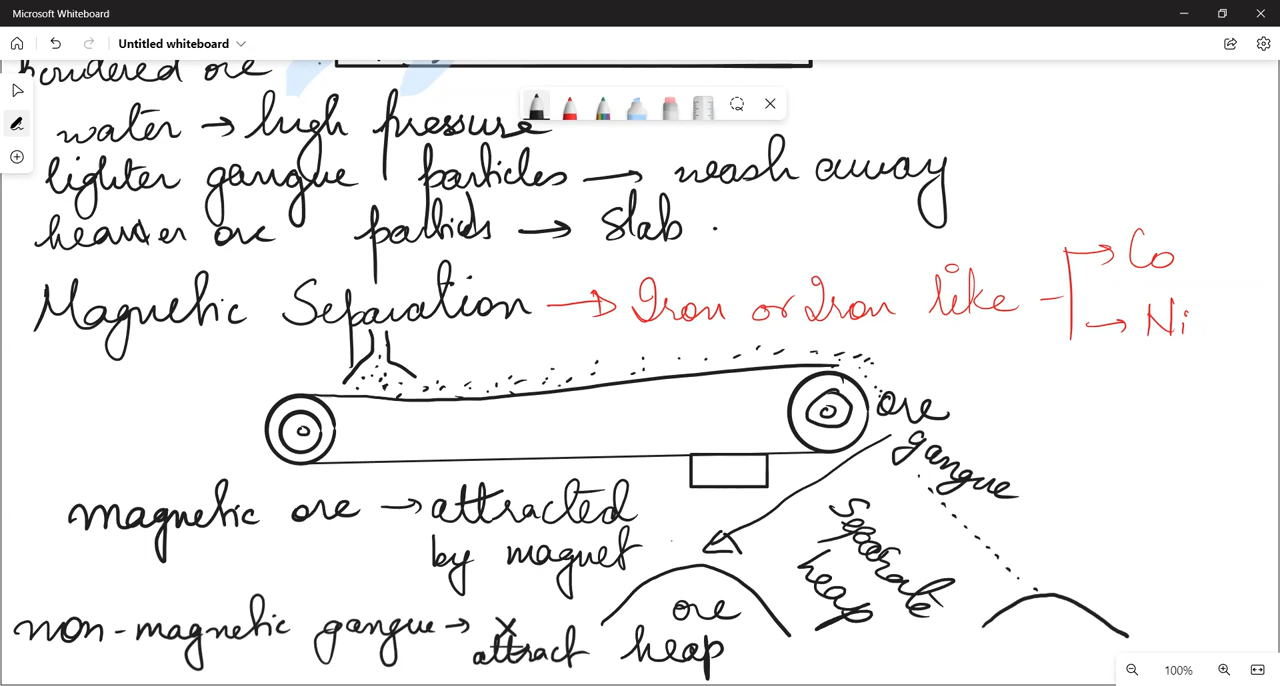 Microsoft Whiteboard
Untitled whiteboard
ore
water → high pressure
lighter gangue particles → wash away
heavier ore particles → slab .
Magnetic Separation → Iron or Iron like → Co
→ Ni
ore
gangue
magnetic ore → attracted
by magnet
separate
heap
non-magnetic gangue → x
attract
ore
heap
100%